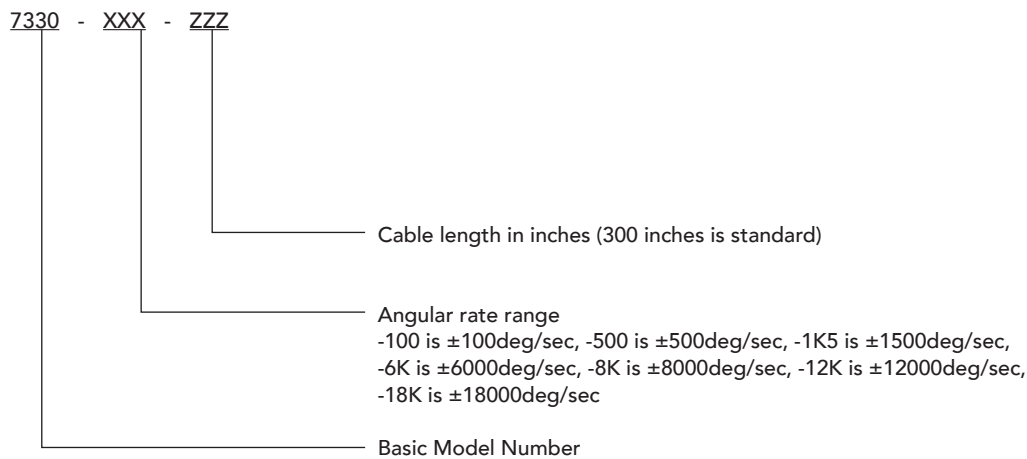 7330 - XXX - ZZZ
Cable length in inches (300 inches is standard)
Angular rate range
-100 is ±100deg/sec, -500 is ±500deg/sec, -1K5 is ±1500deg/sec,
-6K is ±6000deg/sec, -8K is ±8000deg/sec, -12K is ±12000deg/sec,
-18K is ±18000deg/sec
Basic Model Number